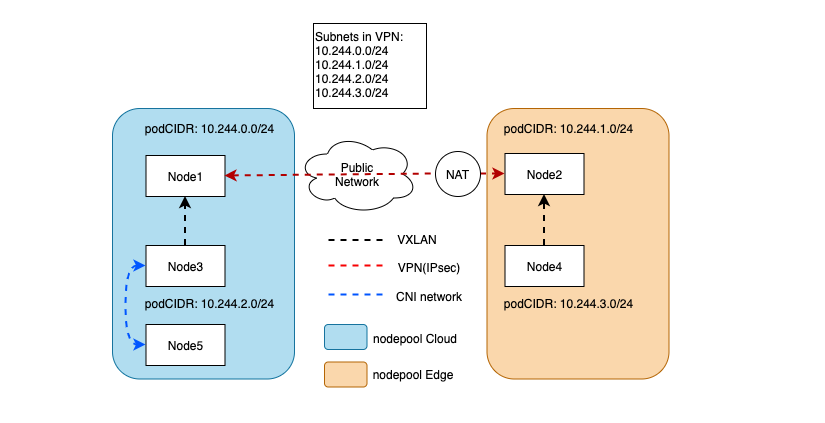 Subnets in VPN:
10.244.0.0/24
10.244.1.0/24
10.244.2.0/24
10.244.3.0/24
podCIDR: 10.244.0.0/24
podCIDR: 10.244.1.0/24
Node1
Public
Network
NAT
Node2
VXLAN
Node3
VPN(IPsec)
Node4
CNI network
podCIDR: 10.244.2.0/24
podCIDR: 10.244.3.0/24
Node5
nodepool Cloud
nodepool Edge